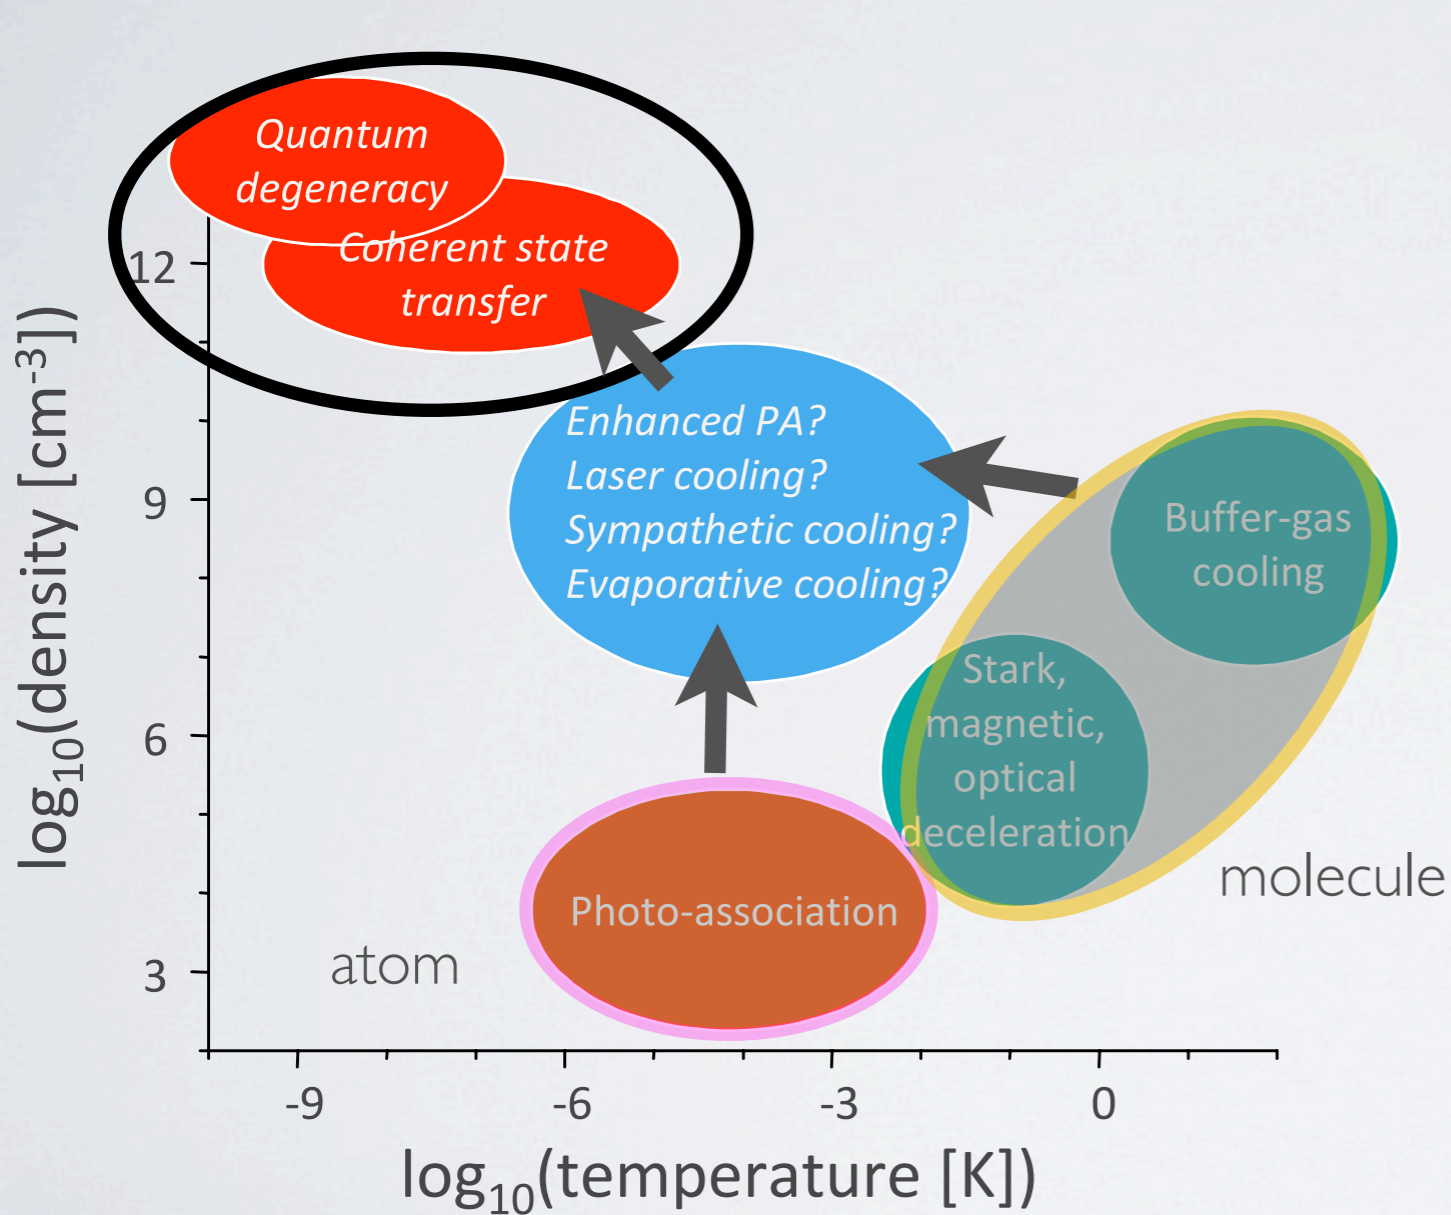 Quantum
degeneracy
Coherent state
transfer
Enhanced PA?
Laser cooling?
Sympathetic cooling?
Evaporative cooling?
Buffer-gas
cooling
Stark,
magnetic,
optical
deceleration
Photo-association
atom
molecule
12
9
6
3
log₁₀(density [cm⁻³])
-9 -6 -3 0
log₁₀(temperature [K])